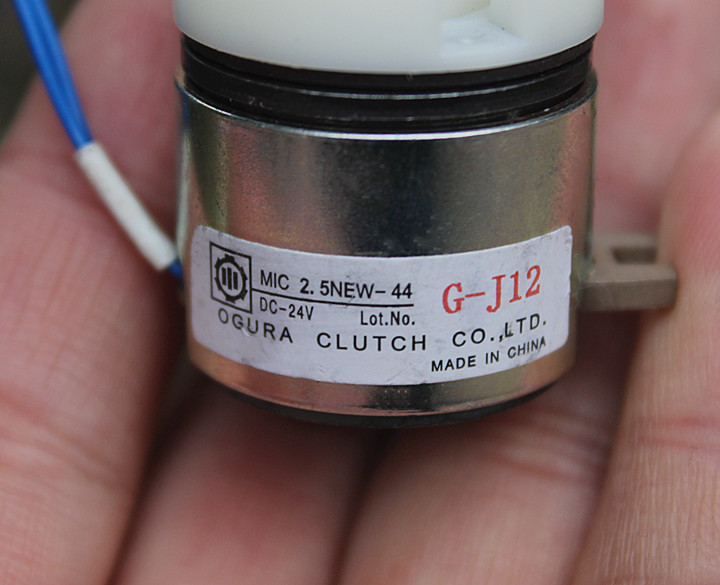 MIC 2.5NEW-44
G-J12
DC-24V Lot.No.
OGURA CLUTCH CO.,LTD.
MADE IN CHINA